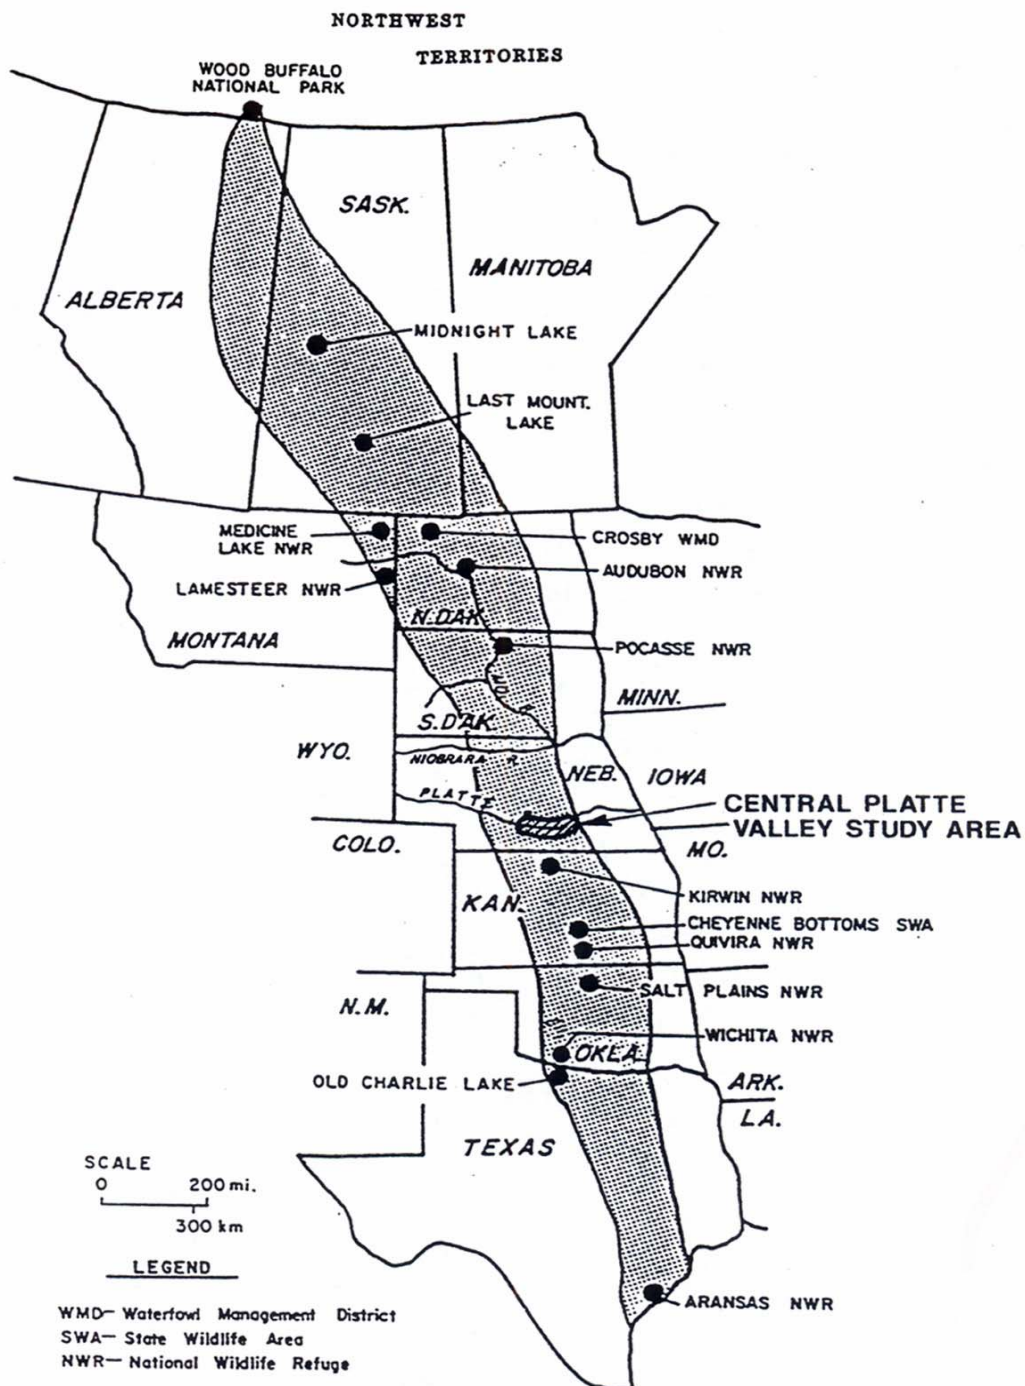 NORTHWEST
TERRITORIES
WOOD BUFFALO
NATIONAL PARK
SASK.
MANITOBA
ALBERTA
MIDNIGHT LAKE
LAST MOUNT.
LAKE
MEDICINE
LAKE NWR
CROSBY WMD
AUDUBON NWR
LAMESTEER NWR
N.DAK
MONTANA
POCASSE NWR
MINN.
S.DAK.
WYO.
NIOBRARA R
NEB.
IOWA
PLATTE
CENTRAL PLATTE
VALLEY STUDY AREA
COLO.
MO.
KIRWIN NWR
KAN.
CHEYENNE BOTTOMS SWA
QUIVIRA NWR
SALT PLAINS NWR
N.M.
WICHITA NWR
OKLA.
OLD CHARLIE LAKE
ARK.
LA.
TEXAS
SCALE
0 200 mi.
300 km
LEGEND
WMD— Waterfowl Management District
SWA— State Wildlife Area
NWR— National Wildlife Refuge
ARANSAS NWR